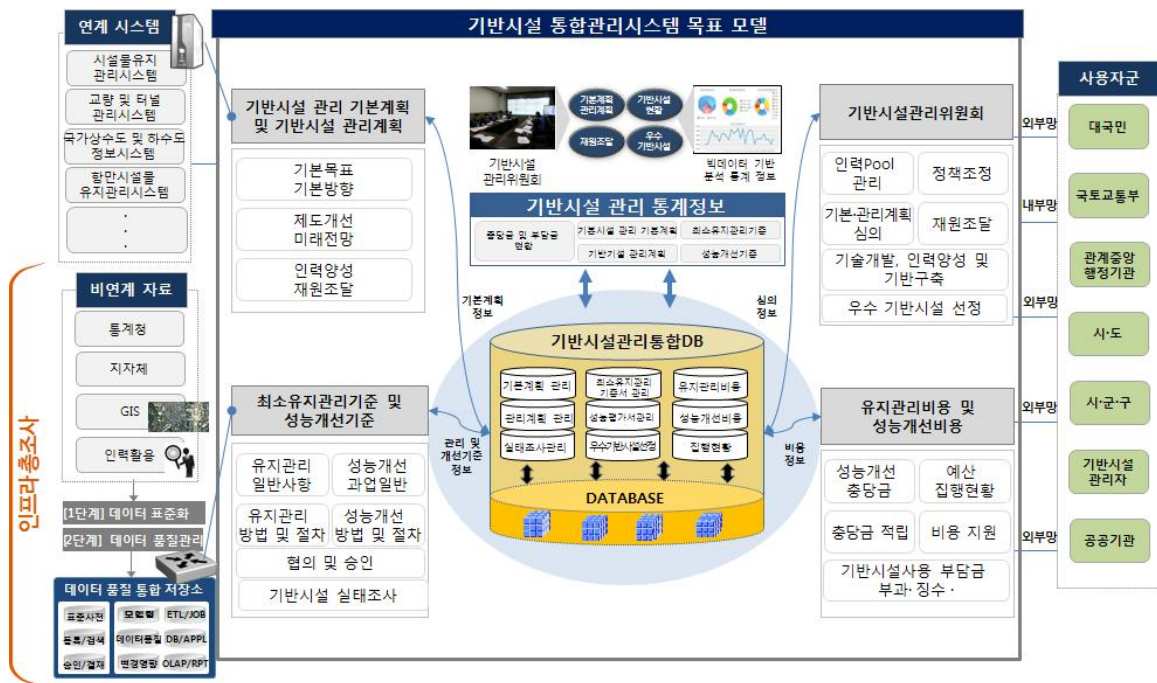 연계 시스템
시설물유지
관리시스템
교량 및 터널
관리시스템
국가상수도 및 하수도
정보시스템
항만시설물
유지관리시스템
.
.
.
인프라 총조사
비연계 자료
통계청
지자체
GIS
인력활용
[1단계] 데이터 표준화
[2단계] 데이터 품질관리
데이터 품질 통합 저장소
표준사전
모델링
ETL/JOB
등록/검색
데이터품질
DB/APPL
승인/결재
변경영향
OLAP/RPT
기반시설 통합관리시스템 목표 모델
기반시설 관리 기본계획
및 기반시설 관리계획
기본목표
기본방향
제도개선
미래전망
인력양성
재원조달
최소유지관리기준 및
성능개선기준
유지관리
일반사항
성능개선
과업일반
유지관리
방법 및 절차
성능개선
방법 및 절차
협의 및 승인
기반시설 실태조사
기반시설
관리위원회
기본계획
관리계획
기반시설
현황
재원조달
우수
기반시설
빅데이터 기반
분석 통계 정보
기반시설 관리 통계정보
충당금 및 부담금
현황
기본시설 관리 기본계획
최소유지관리기준
기반기설 관리계획
성능개선기준
기본계획
정보
심의
정보
관리 및
개선기준
정보
비용
정보
기반시설관리통합DB
기본계획 관리
최소유지관리
기준서 관리
유지관리비용
관리계획 관리
성능평가서관리
성능개선비용
실태조사관리
우수기반시설선정
집행현황
DATABASE
기반시설관리위원회
인력Pool
관리
정책조정
기본·관리계획
심의
재원조달
기술개발, 인력양성 및
기반구축
우수 기반시설 선정
유지관리비용 및
성능개선비용
성능개선
충당금
예산
집행현황
충당금 적립
비용 지원
기반시설사용 부담금
부과·징수 ·
외부망
내부망
외부망
외부망
외부망
사용자군
대국민
국토교통부
관계중앙
행정기관
시·도
시·군·구
기반시설
관리자
공공기관